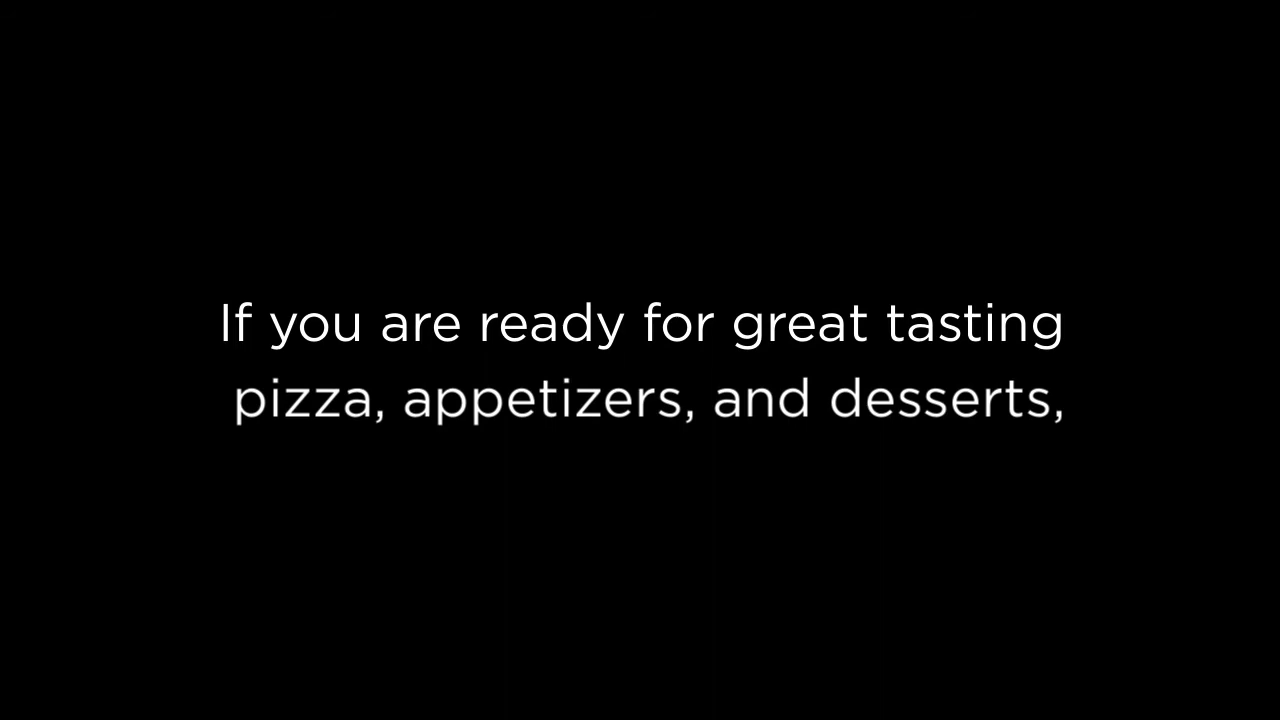 If you are ready for great tasting
pizza, appetizers, and desserts,